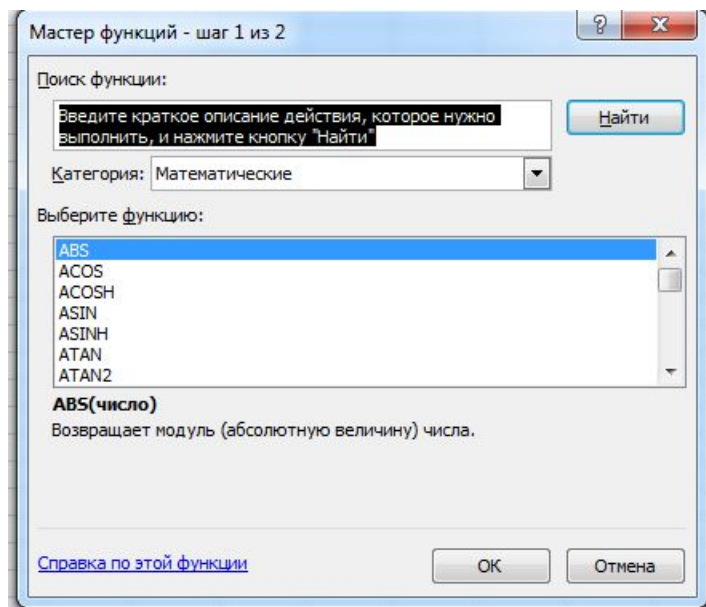 Мастер функций - шаг 1 из 2
Поиск функции:
Введите краткое описание действия, которое нужно
выполнить, и нажмите кнопку "Найти"
Найти
Категория: Математические
Выберите функцию:
ABS
ACOS
ACOSH
ASIN
ASINH
ATAN
ATAN2
ABS(число)
Возвращает модуль (абсолютную величину) числа.
Справка по этой функции
ОК
Отмена